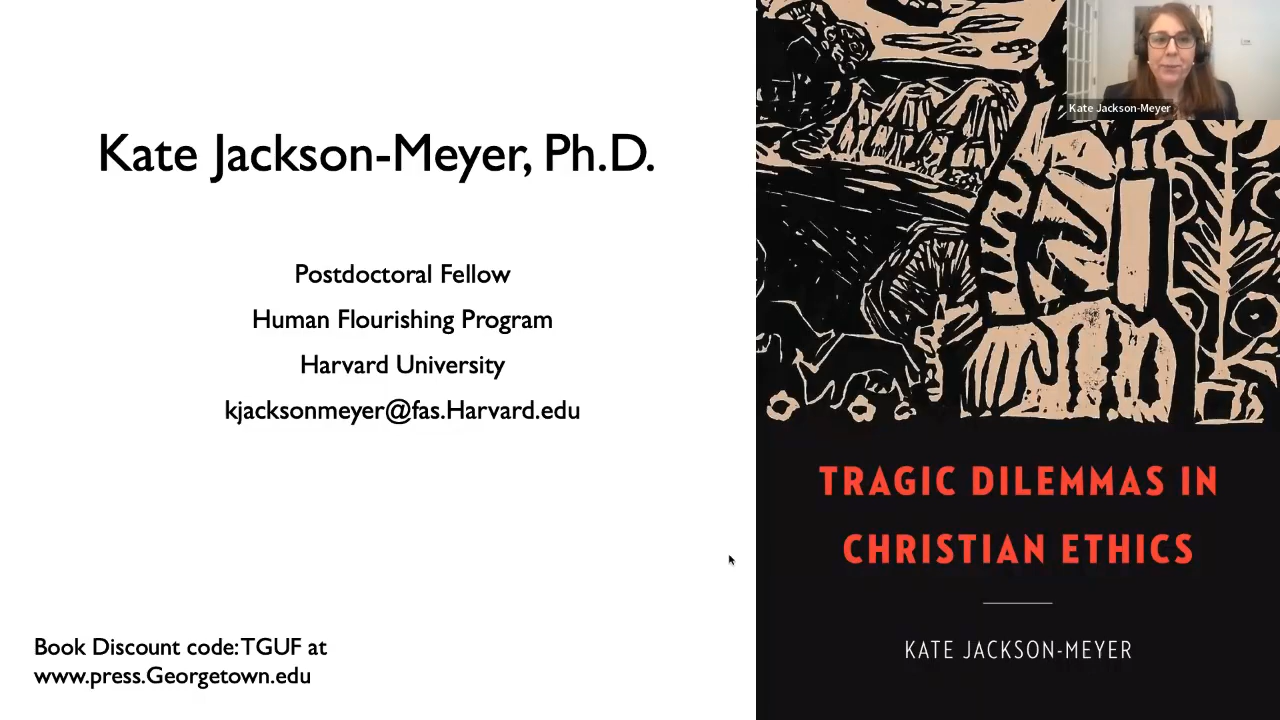 Kate Jackson-Meyer, Ph.D.
Postdoctoral Fellow
Human Flourishing Program
Harvard University
kjacksonmeyer@fas.Harvard.edu
Book Discount code: TGUF at
www.press.Georgetown.edu
Kate Jackson-Meyer
TRAGIC DILEMMAS IN
CHRISTIAN ETHICS
KATE JACKSON-MEYER